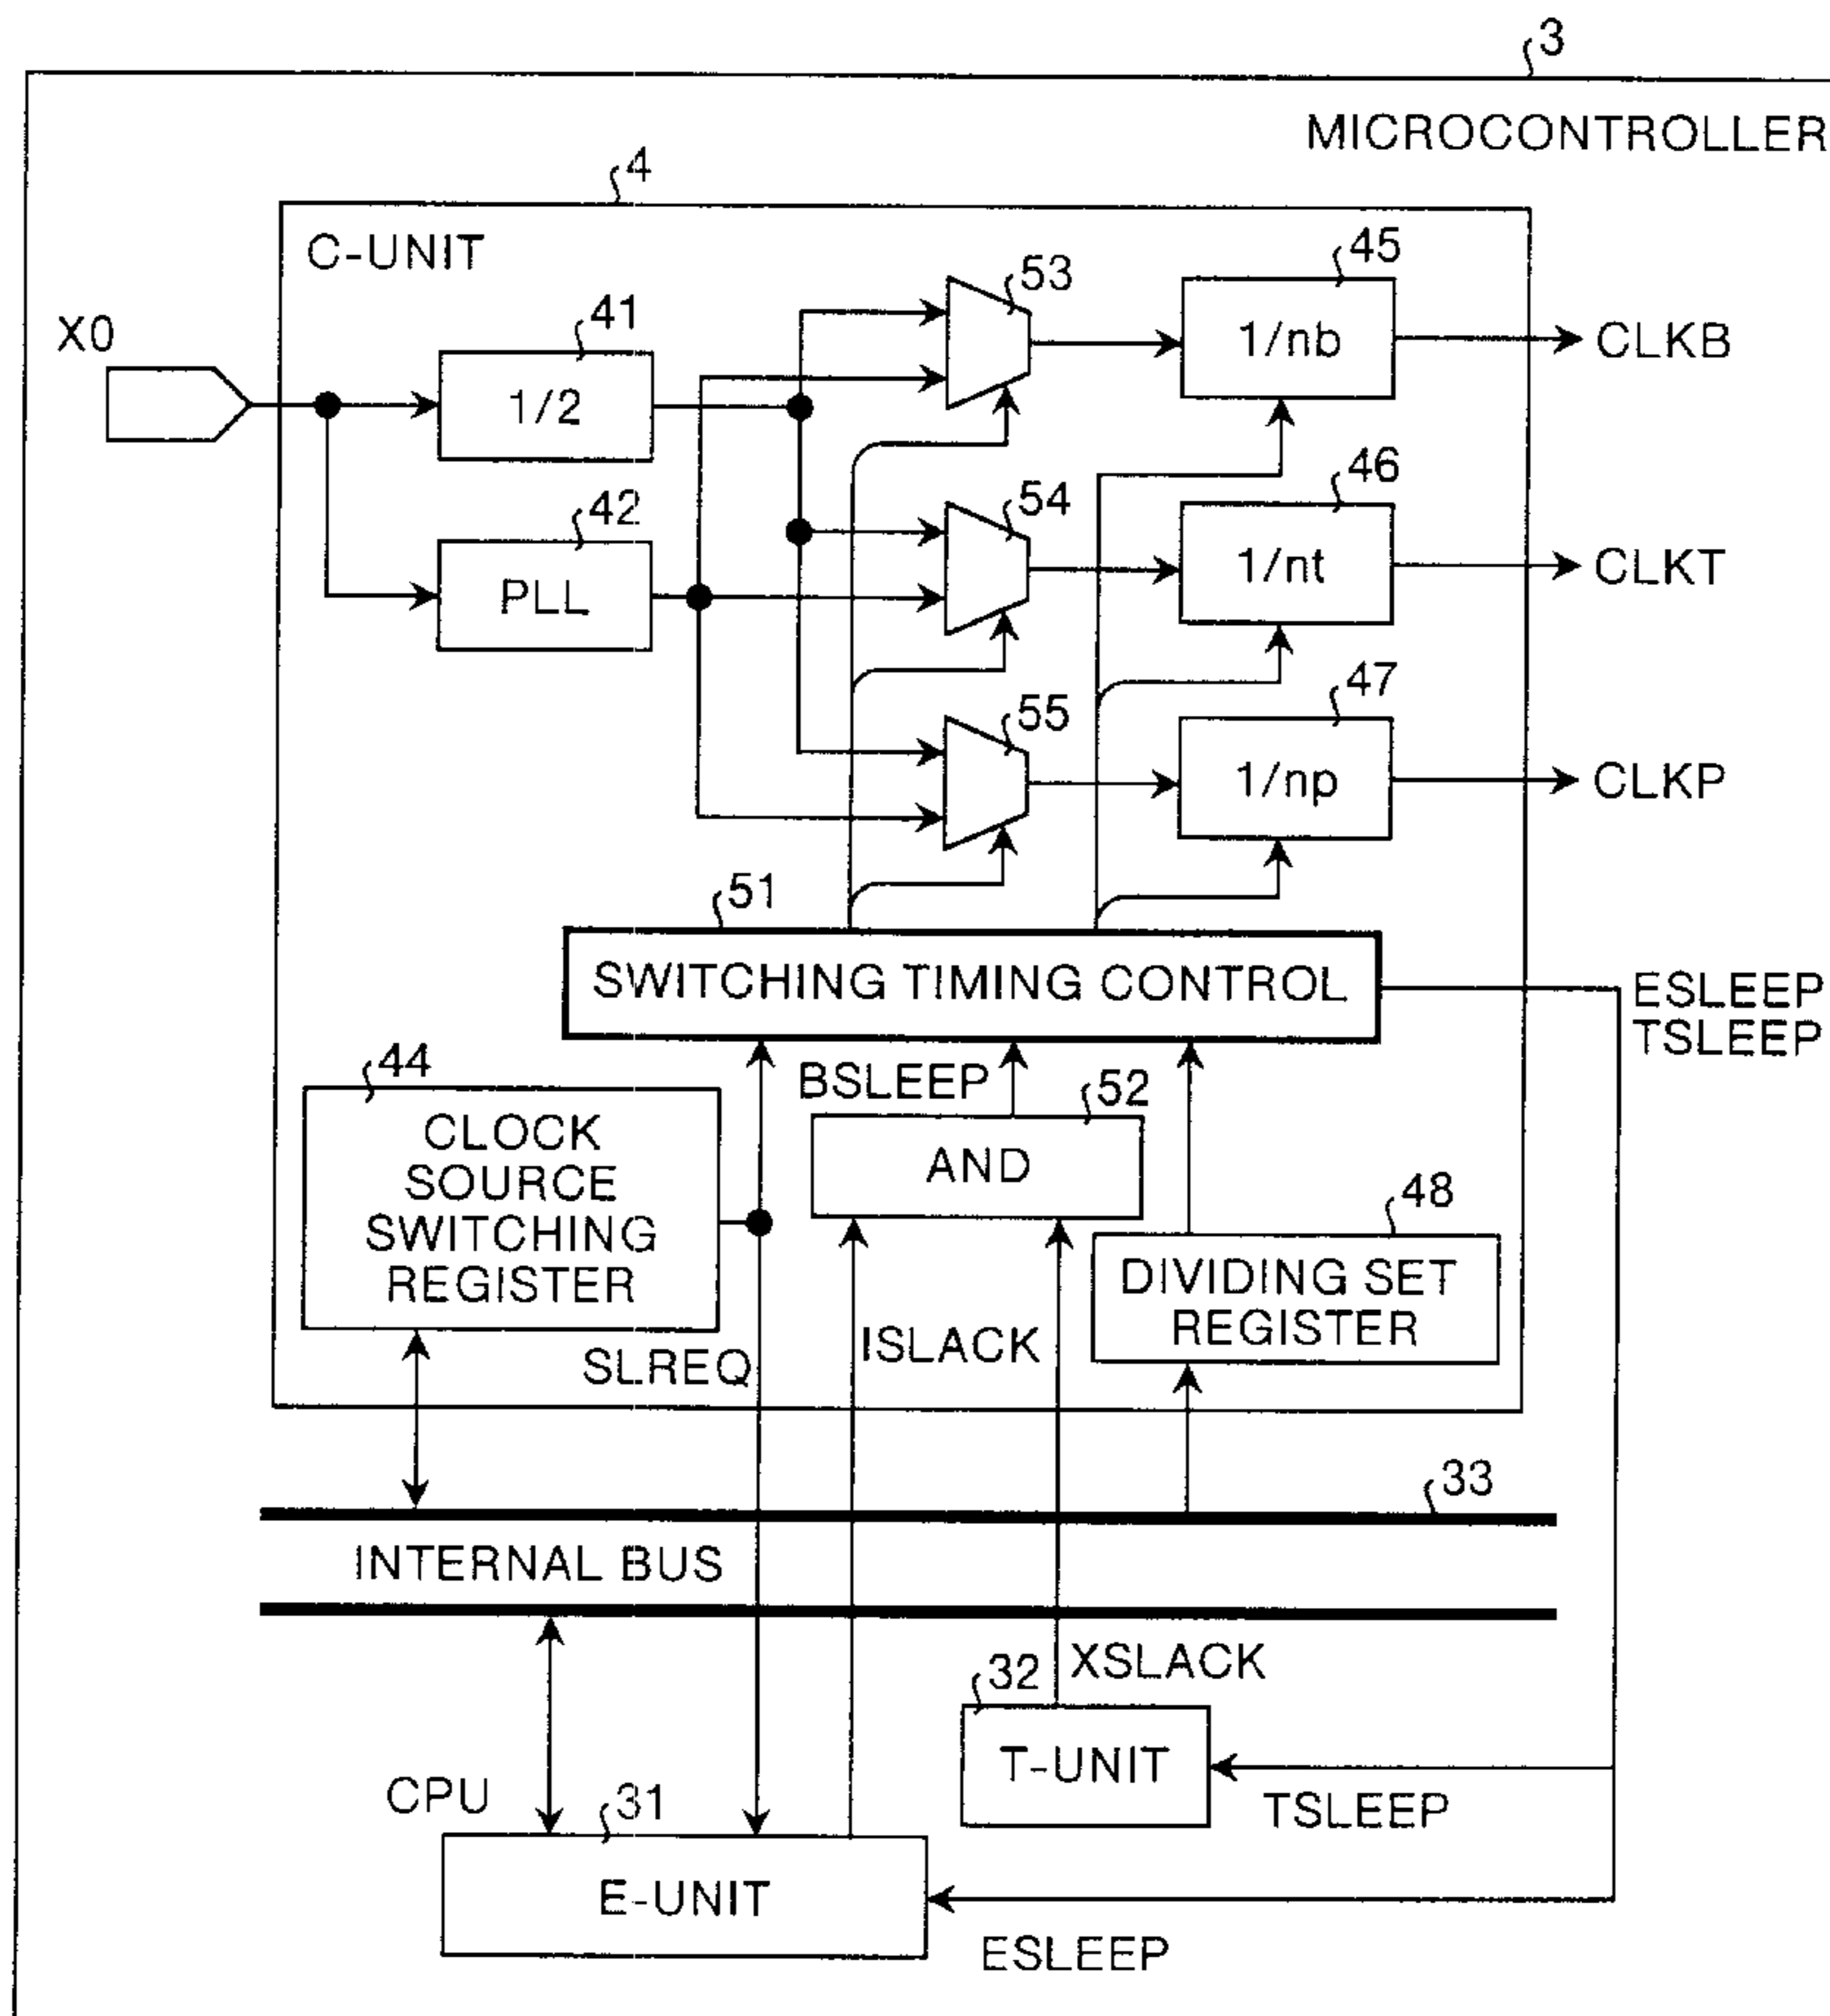 3
MICROCONTROLLER
4
C-UNIT
X0
41
1/2
42
PLL
53
54
55
45
1/nb
CLKB
46
1/nt
CLKT
47
1/np
CLKP
51
SWITCHING TIMING CONTROL
ESLEEP
TSLEEP
44
CLOCK
SOURCE
SWITCHING
REGISTER
BSLEEP
52
AND
48
DIVIDING SET
REGISTER
SLREQ
ISLACK
33
INTERNAL BUS
XSLACK
32
T-UNIT
TSLEEP
CPU
31
E-UNIT
ESLEEP